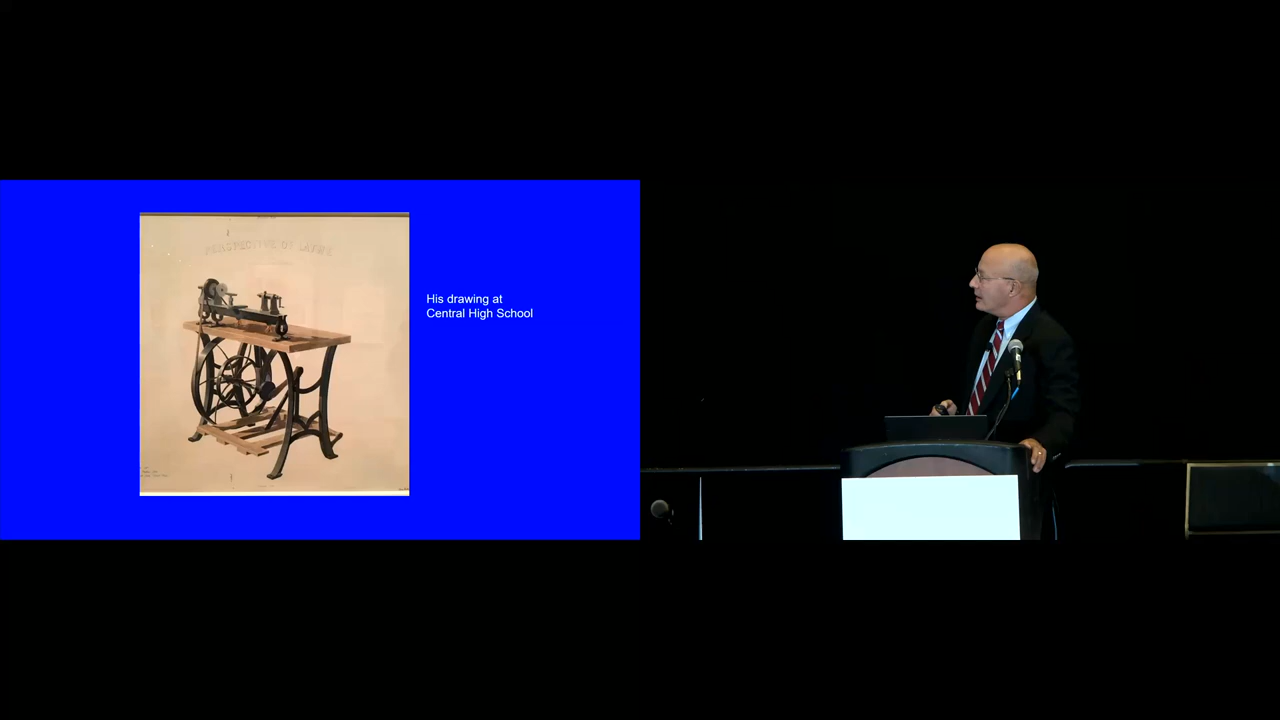 PERSPECTIVE OF LATHE
His drawing at
Central High School